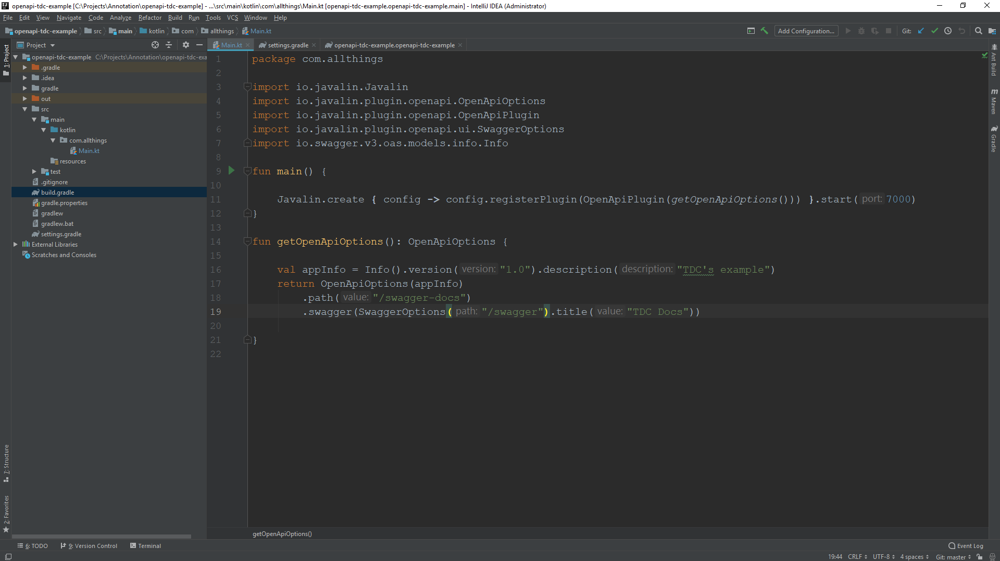 openapi-tdc-example [C:\Projects\Annotation\openapi-tdc-example] - ...\src\main\kotlin\com\allthings\Main.kt [openapi-tdc-example.openapi-tdc-example.main] - IntelliJ IDEA (Administrator)
File Edit View Navigate Code Analyze Refactor Build Run Tools VCS Window Help
openapi-tdc-example src main kotlin com allthings Main.kt Add Configuration... Git:
Project Main.kt settings.gradle openapi-tdc-example.openapi-tdc-example
1: Project
openapi-tdc-example C:\Projects\Annotation\openapi-tdc-exa
.gradle
.idea
gradle
out
src
main
kotlin
com.allthings
Main.kt
resources
test
.gitignore
build.gradle
gradle.properties
gradlew
gradlew.bat
settings.gradle
External Libraries
Scratches and Consoles
7: Structure
2: Favorites
1 package com.allthings
2
3 import io.javalin.Javalin
4 import io.javalin.plugin.openapi.OpenApiOptions
5 import io.javalin.plugin.openapi.OpenApiPlugin
6 import io.javalin.plugin.openapi.ui.SwaggerOptions
7 import io.swagger.v3.oas.models.info.Info
8
9 fun main() {
10
11 Javalin.create { config -> config.registerPlugin(OpenApiPlugin(getOpenApiOptions())) }.start( port: 7000)
12 }
13
14 fun getOpenApiOptions(): OpenApiOptions {
15
16 val appInfo = Info().version( version: "1.0").description( description: "TDC's example")
17 return OpenApiOptions(appInfo)
18 .path( value: "/swagger-docs")
19 .swagger(SwaggerOptions( path: "/swagger").title( value: "TDC Docs"))
20
21 }
22
Ant Build
m Maven
Gradle
getOpenApiOptions()
6: TODO 9: Version Control Terminal Event Log
19:44 CRLF UTF-8 4 spaces Git: master